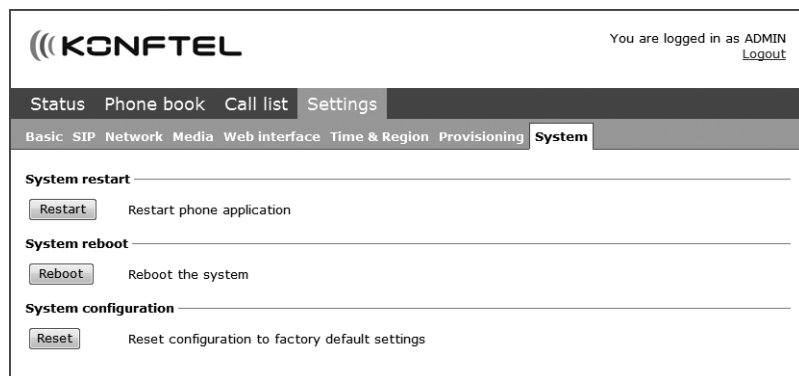 KONFTEL
You are logged in as ADMIN
Logout
Status Phone book Call list Settings
Basic SIP Network Media Web interface Time & Region Provisioning System
System restart
Restart Restart phone application
System reboot
Reboot Reboot the system
System configuration
Reset Reset configuration to factory default settings